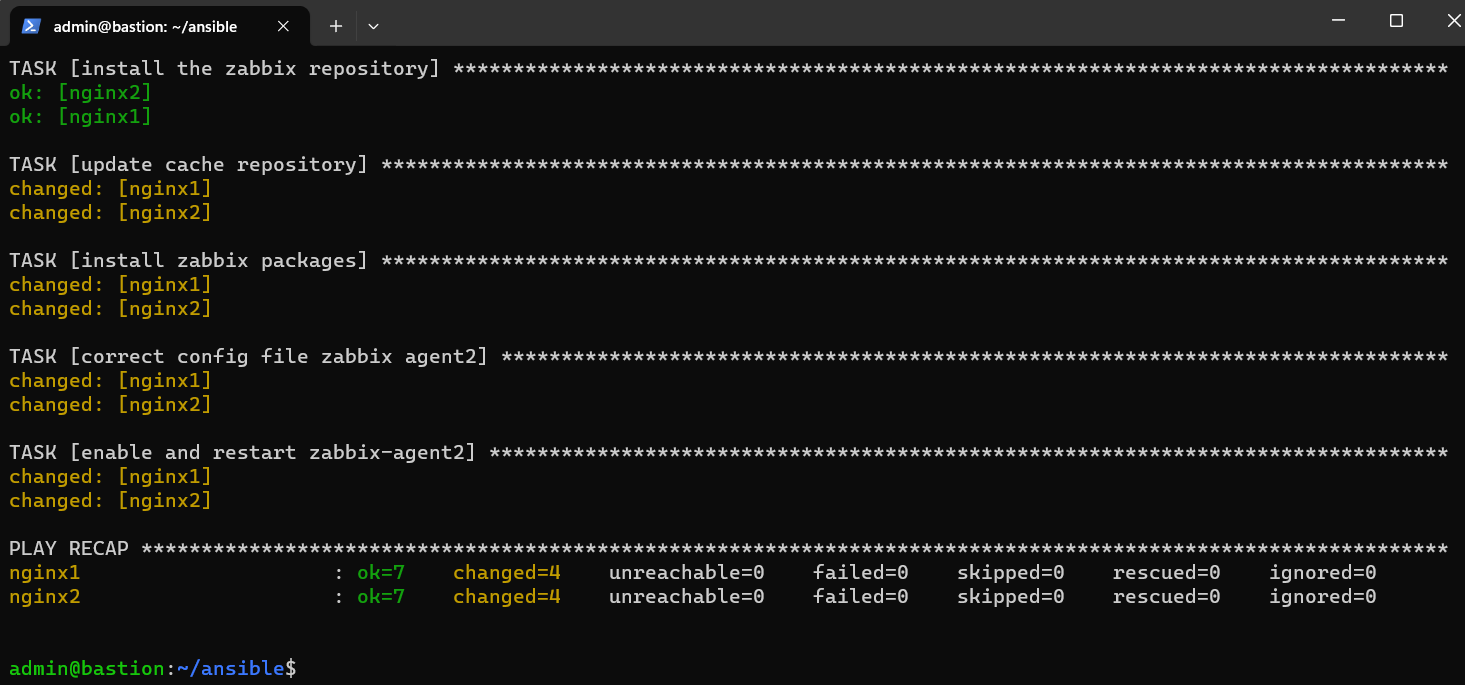 admin@bastion: ~/ansible
TASK [install the zabbix repository] ***********************************************************************************
ok: [nginx2]
ok: [nginx1]
TASK [update cache repository] *****************************************************************************************
changed: [nginx1]
changed: [nginx2]
TASK [install zabbix packages] *****************************************************************************************
changed: [nginx1]
changed: [nginx2]
TASK [correct config file zabbix agent2] *******************************************************************************
changed: [nginx1]
changed: [nginx2]
TASK [enable and restart zabbix-agent2] ********************************************************************************
changed: [nginx1]
changed: [nginx2]
PLAY RECAP *************************************************************************************************************
nginx1                     : ok=7    changed=4    unreachable=0    failed=0    skipped=0    rescued=0    ignored=0
nginx2                     : ok=7    changed=4    unreachable=0    failed=0    skipped=0    rescued=0    ignored=0
admin@bastion:~/ansible$